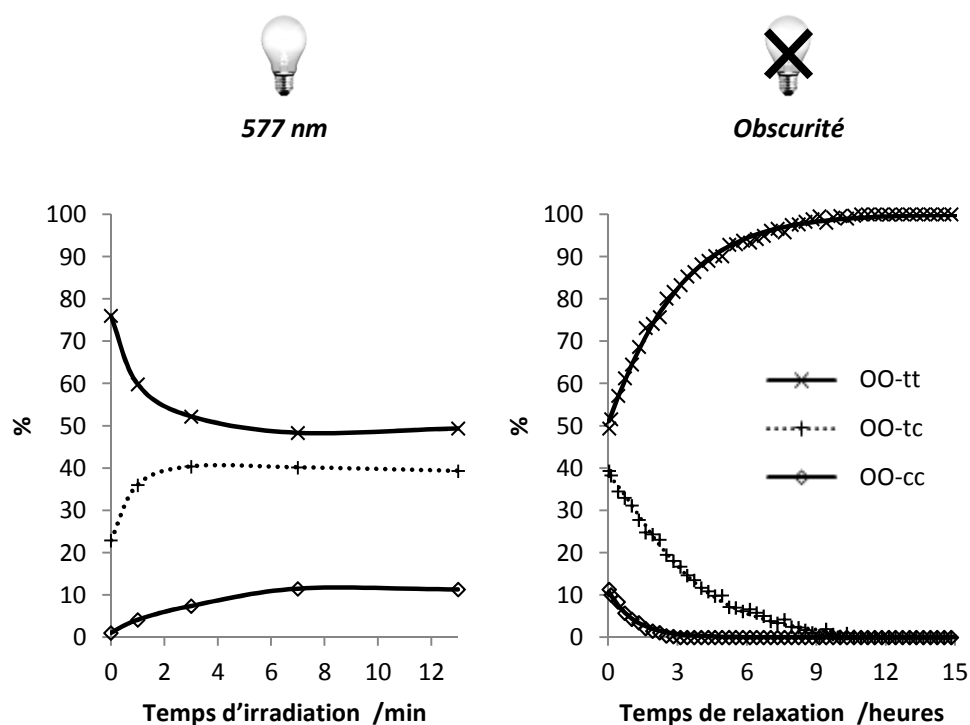 577 nm
Obscurité
100
90
80
70
60
50
40
30
20
10
0
%
0 2 4 6 8 10 12
Temps d'irradiation /min
100
90
80
70
60
50
40
30
20
10
0
%
OO-tt
OO-tc
OO-cc
0 3 6 9 12 15
Temps de relaxation /heures